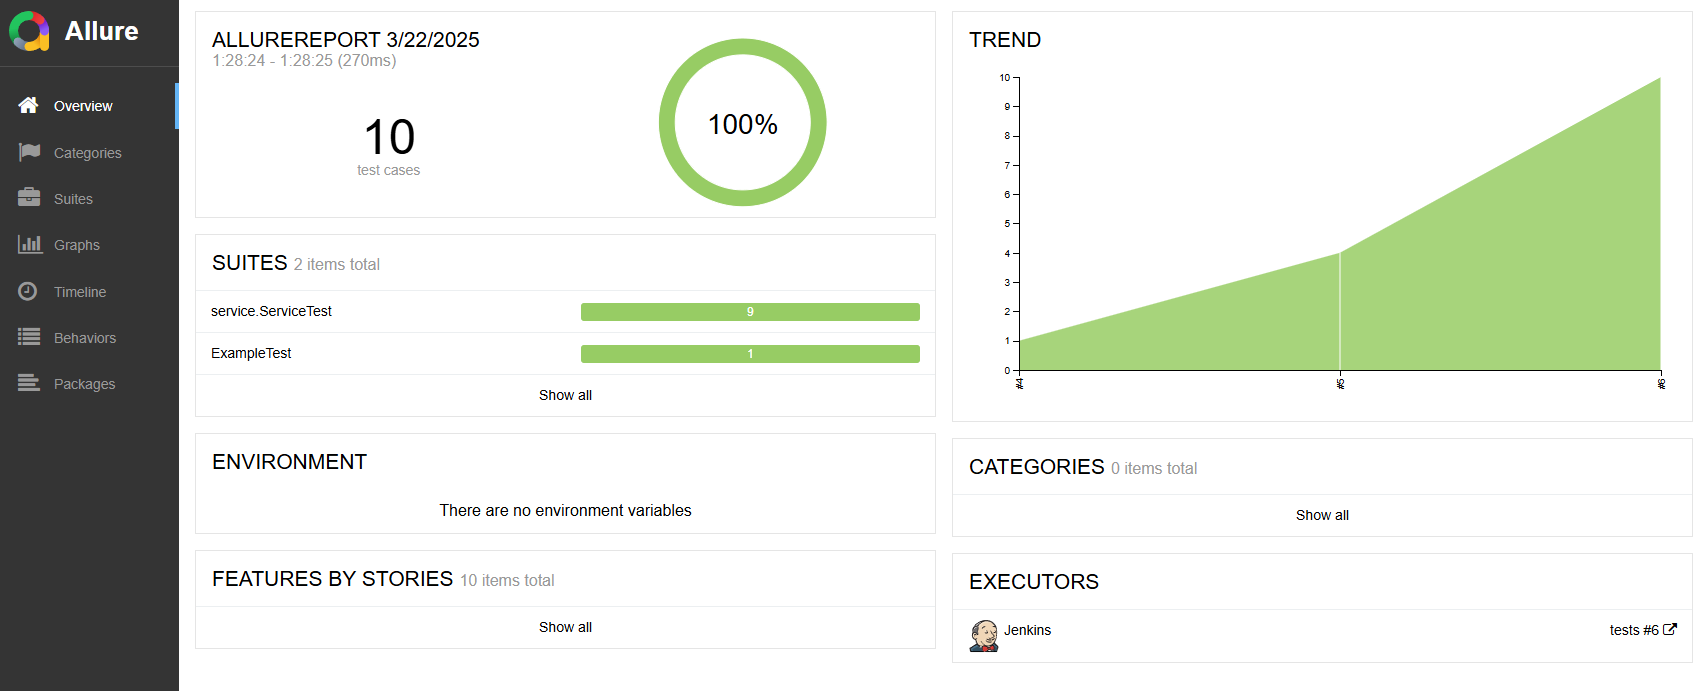 Allure
Overview
Categories
Suites
Graphs
Timeline
Behaviors
Packages
ALLUREREPORT 3/22/2025
1:28:24 - 1:28:25 (270ms)
10
test cases
100%
SUITES 2 items total
service.ServiceTest 9
ExampleTest 1
Show all
ENVIRONMENT
There are no environment variables
FEATURES BY STORIES 10 items total
Show all
TREND
10
9
8
7
6
5
4
3
2
1
0
#4 #5 #6
CATEGORIES 0 items total
Show all
EXECUTORS
Jenkins tests #6